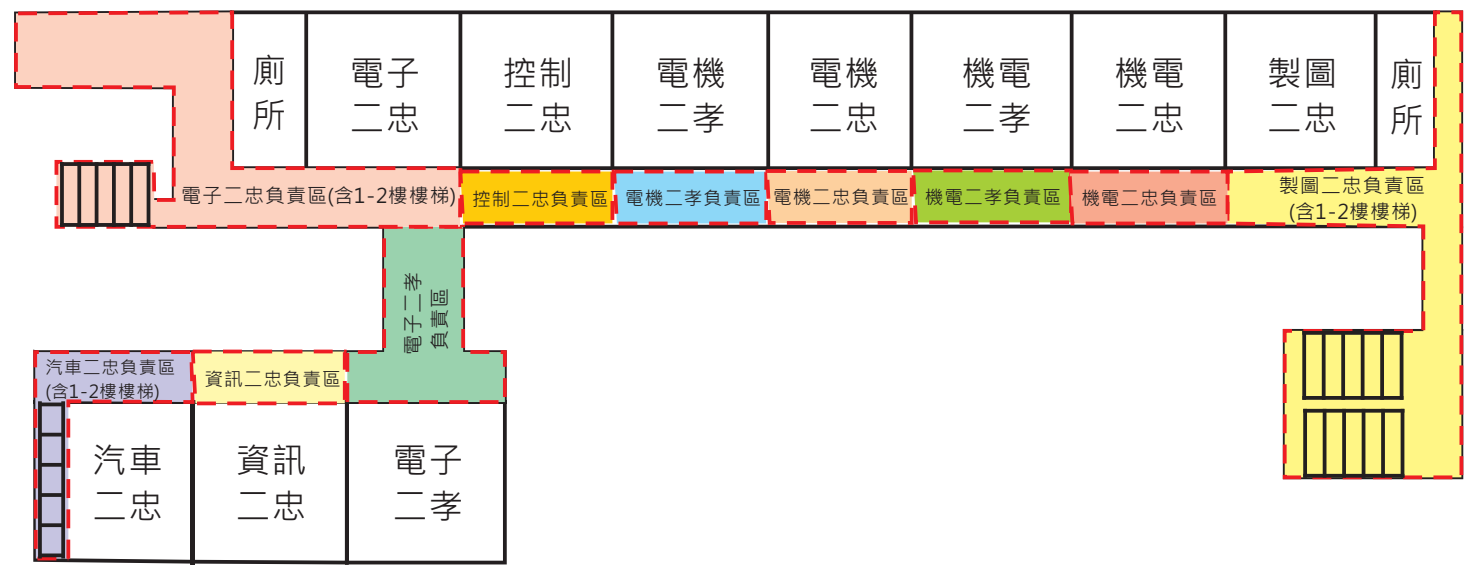 廁所
電子
二忠
控制
二忠
電機
二孝
電機
二忠
機電
二孝
機電
二忠
製圖
二忠
廁所
電子二忠負責區(含1-2樓樓梯)
控制二忠負責區
電機二孝負責區
電機二忠負責區
機電二孝負責區
機電二忠負責區
製圖二忠負責區
(含1-2樓樓梯)
電子二孝
負責區
汽車二忠負責區
(含1-2樓樓梯)
資訊二忠負責區
汽車
二忠
資訊
二忠
電子
二孝